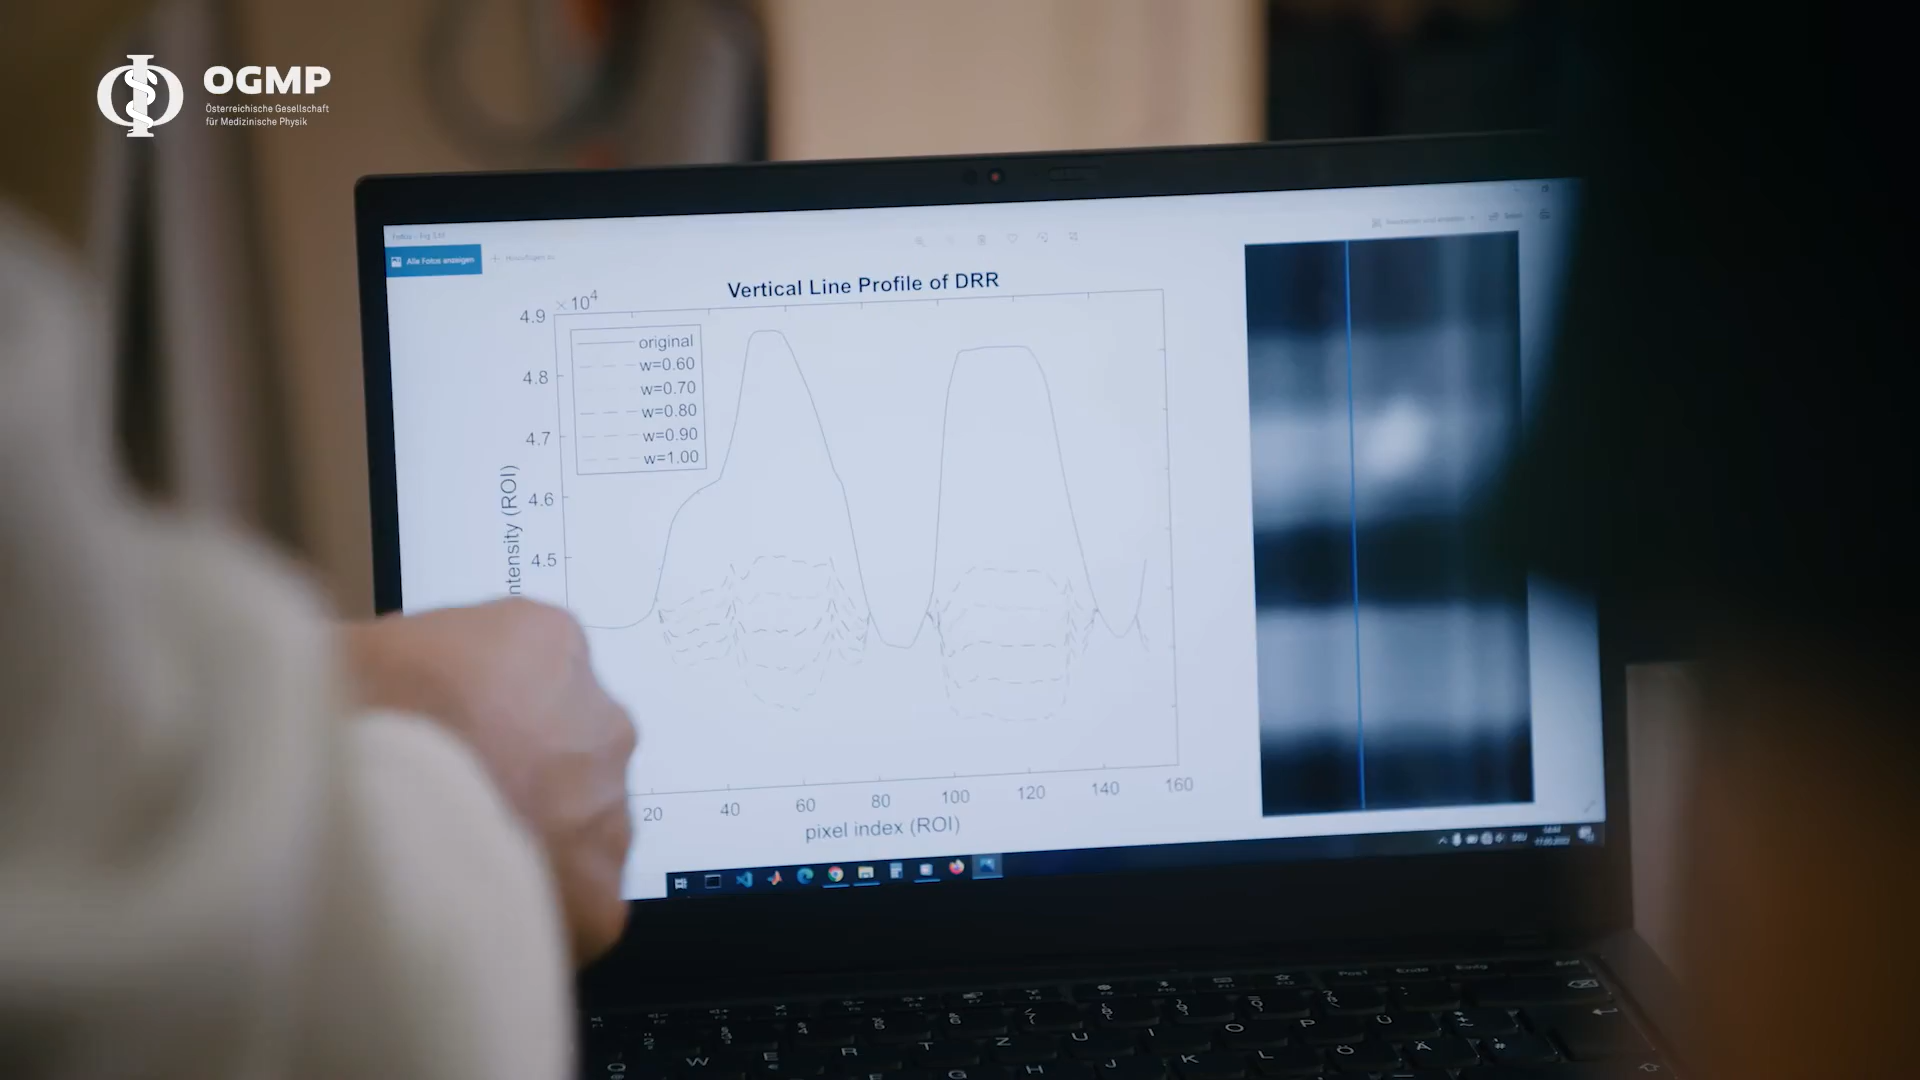 OGMP
Österreichische Gesellschaft
für Medizinische Physik
Alle Fotos anzeigen
Vertical Line Profile of DRR
×10⁴
original
w=0.60
w=0.70
w=0.80
w=0.90
w=1.00
4.9
4.8
4.7
4.6
4.5
ntensity (ROI)
20 40 60 80 100 120 140 160
pixel index (ROI)
W E R T Z U I O P Ü
G H J K L Ö Ä